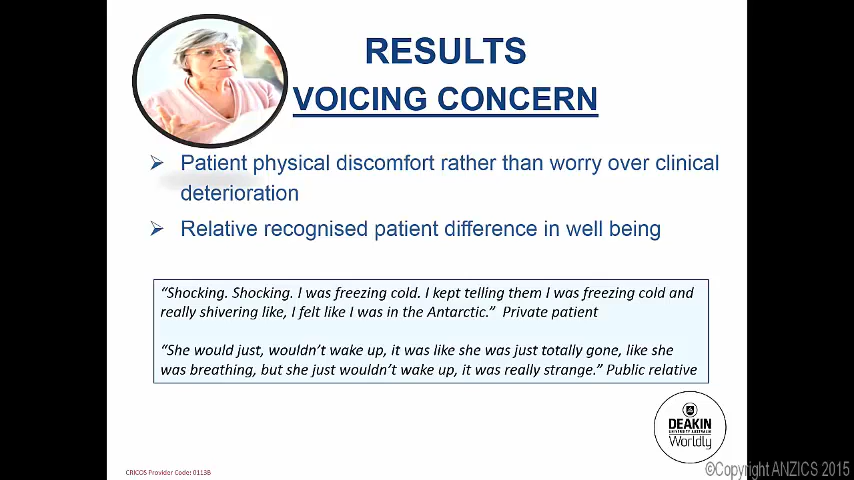 RESULTS
VOICING CONCERN
Patient physical discomfort rather than worry over clinical
deterioration
Relative recognised patient difference in well being
“Shocking. Shocking. I was freezing cold. I kept telling them I was freezing cold and
really shivering like, I felt like I was in the Antarctic.” Private patient
“She would just, wouldn’t wake up, it was like she was just totally gone, like she
was breathing, but she just wouldn’t wake up, it was really strange.” Public relative
DEAKIN
UNIVERSITY AUSTRALIA
Worldly
CRICOS Provider Code: 0113B
©Copyright ANZICS 2015